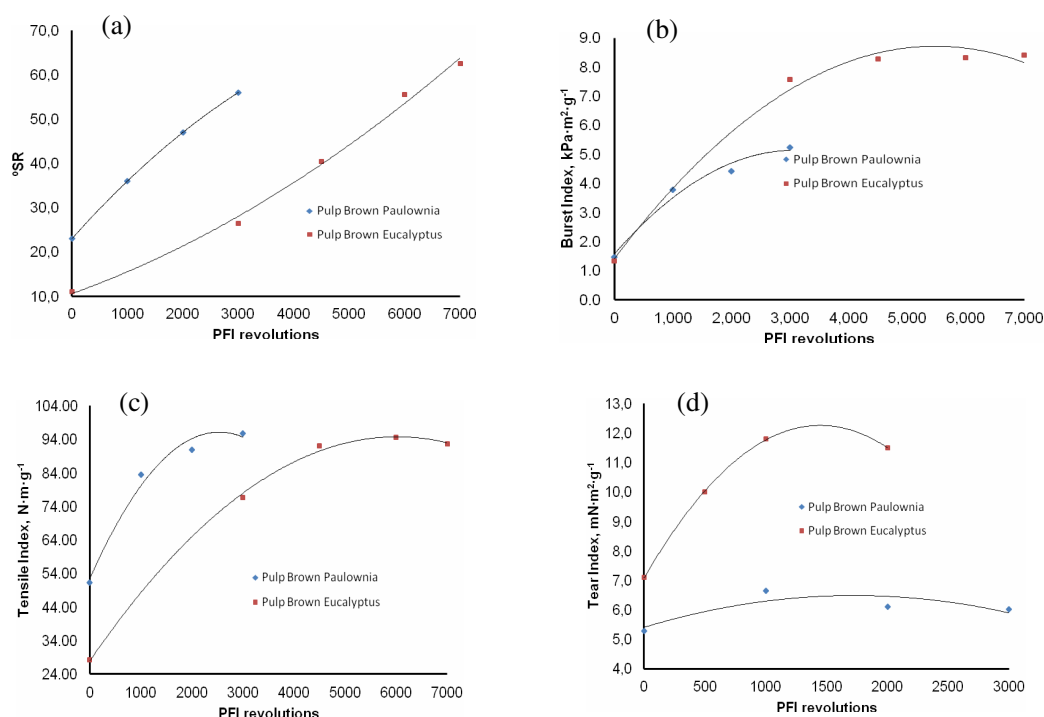 (a)
70,0
60,0
50,0
40,0
30,0
20,0
10,0
ºSR
0 1000 2000 3000 4000 5000 6000 7000
PFI revolutions
Pulp Brown Paulownia
Pulp Brown Eucalyptus
(b)
9.0
8.0
7.0
6.0
5.0
4.0
3.0
2.0
1.0
0.0
Burst Index, kPa·m²·g⁻¹
0 1,000 2,000 3,000 4,000 5,000 6,000 7,000
PFI revolutions
Pulp Brown Paulownia
Pulp Brown Eucalyptus
(c)
104.00
94.00
84.00
74.00
64.00
54.00
44.00
34.00
24.00
Tensile Index, N·m·g⁻¹
0 1000 2000 3000 4000 5000 6000 7000
PFI revolutions
Pulp Brown Paulownia
Pulp Brown Eucalyptus
(d)
13,0
12,0
11,0
10,0
9,0
8,0
7,0
6,0
5,0
4,0
Tear Index, mN·m²·g⁻¹
0 500 1000 1500 2000 2500 3000
PFI revolutions
Pulp Brown Paulownia
Pulp Brown Eucalyptus